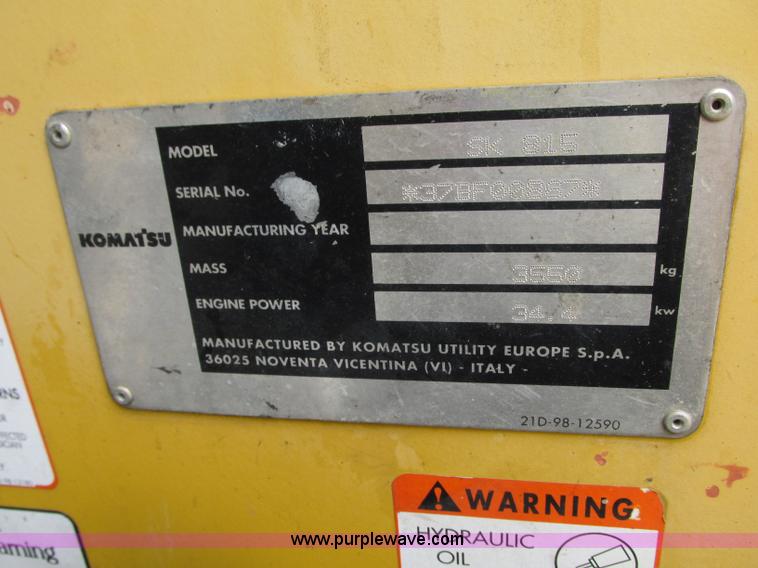 MODEL SK 815
SERIAL No. *37BF00887*
MANUFACTURING YEAR
KOMATSU
MASS 3550 kg
ENGINE POWER 34.4 kw
MANUFACTURED BY KOMATSU UTILITY EUROPE S.p.A.
36025 NOVENTA VICENTINA (VI) - ITALY -
21D-98-12590
WARNING
HYDRAULIC
OIL
www.purplewave.com